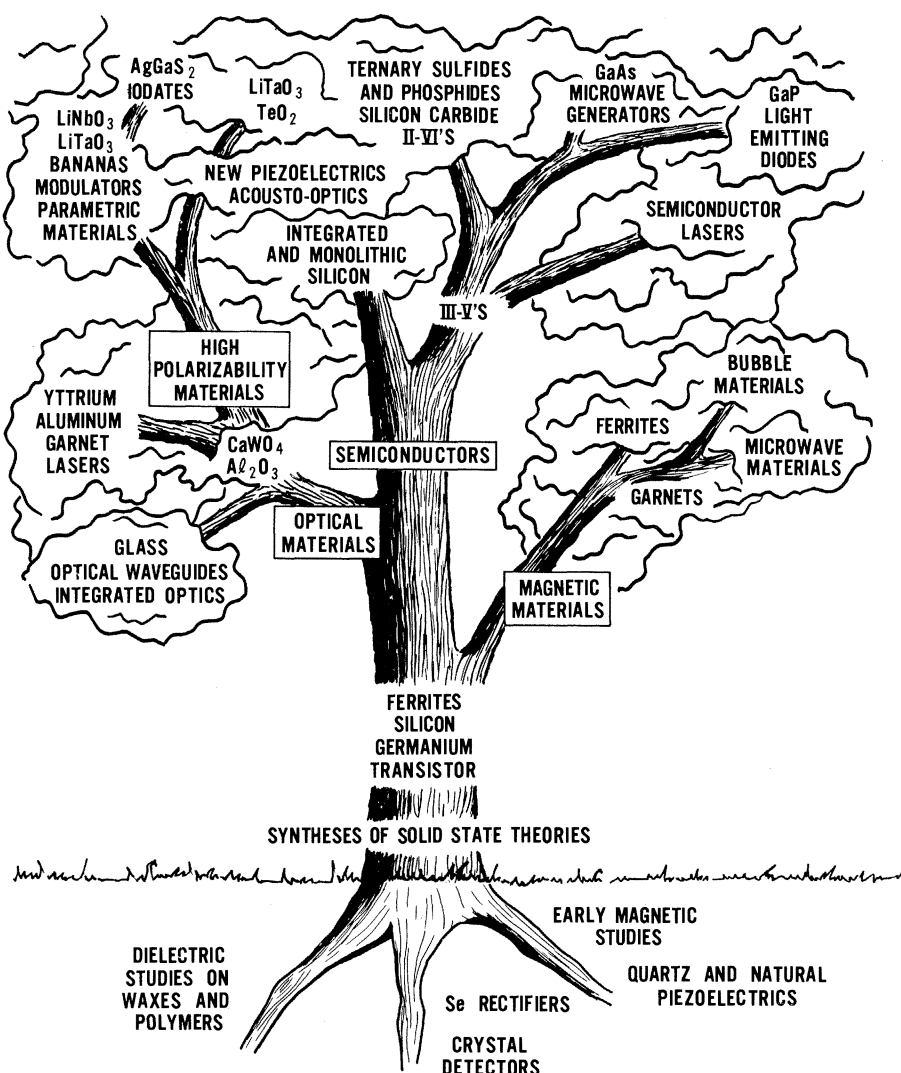 AgGaS2
IODATES
LiNbO3
LiTaO3
BANANAS
MODULATORS
PARAMETRIC
MATERIALS
LiTaO3
TeO2
NEW PIEZOELECTRICS
ACOUSTO-OPTICS
TERNARY SULFIDES
AND PHOSPHIDES
SILICON CARBIDE
II-VI'S
GaAs
MICROWAVE
GENERATORS
GaP
LIGHT
EMITTING
DIODES
INTEGRATED
AND MONOLITHIC
SILICON
SEMICONDUCTOR
LASERS
III-V'S
HIGH
POLARIZABILITY
MATERIALS
YTTRIUM
ALUMINUM
GARNET
LASERS
CaWO4
Aℓ2O3
SEMICONDUCTORS
BUBBLE
MATERIALS
FERRITES
MICROWAVE
MATERIALS
GARNETS
OPTICAL
MATERIALS
GLASS
OPTICAL WAVEGUIDES
INTEGRATED OPTICS
MAGNETIC
MATERIALS
FERRITES
SILICON
GERMANIUM
TRANSISTOR
SYNTHESES OF SOLID STATE THEORIES
DIELECTRIC
STUDIES ON
WAXES AND
POLYMERS
Se RECTIFIERS
CRYSTAL
DETECTORS
EARLY MAGNETIC
STUDIES
QUARTZ AND NATURAL
PIEZOELECTRICS